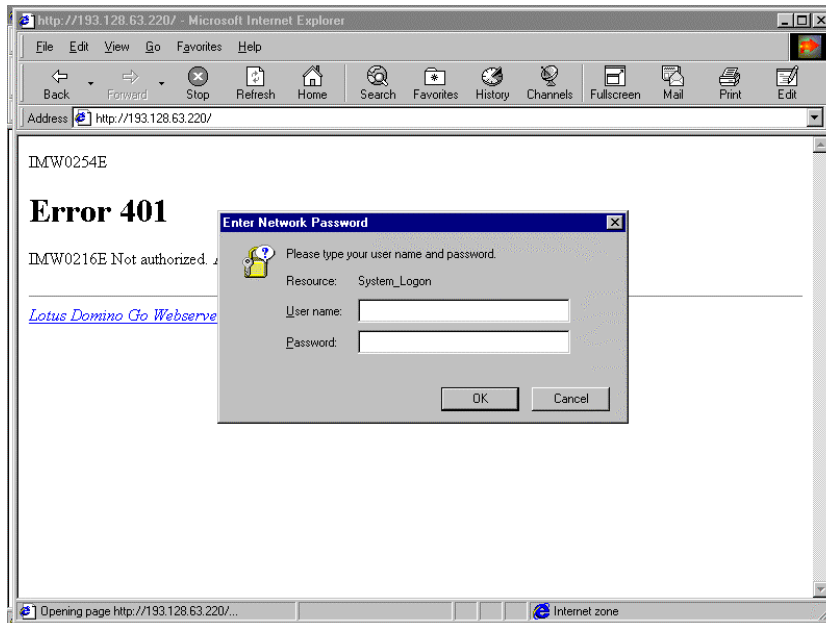 http://193.128.63.220/ - Microsoft Internet Explorer
File Edit View Go Favorites Help
Back Forward Stop Refresh Home Search Favorites History Channels Fullscreen Mail Print Edit
Address http://193.128.63.220/
IMW0254E
Error 401
IMW0216E Not authorized.
Lotus Domino Go Webserve
Enter Network Password
Please type your user name and password.
Resource: System_Logon
User name:
Password:
OK Cancel
Opening page http://193.128.63.220/... Internet zone